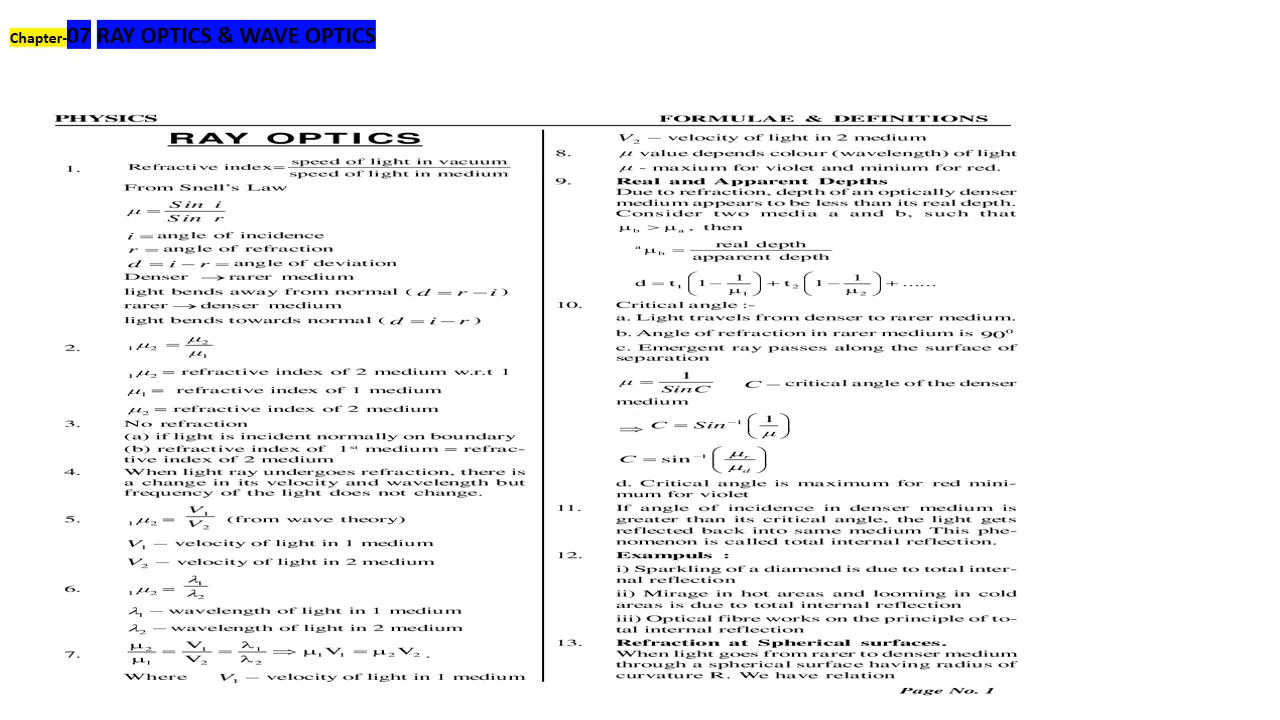 Chapter-07 RAY OPTICS & WAVE OPTICS
PHYSICS FORMULAE & DEFINITIONS
RAY OPTICS
1. Refractive index= speed of light in vacuum / speed of light in medium
From Snell's Law
μ = Sin i / Sin r
i = angle of incidence
r = angle of refraction
d = i − r = angle of deviation
Denser → rarer medium
light bends away from normal ( d = r − i )
rarer → denser medium
light bends towards normal ( d = i − r )
2. ₁μ₂ = μ₂ / μ₁
₁μ₂ = refractive index of 2 medium w.r.t 1
μ₁ = refractive index of 1 medium
μ₂ = refractive index of 2 medium
3. No refraction
(a) if light is incident normally on boundary
(b) refractive index of 1ˢᵗ medium = refrac-
tive index of 2 medium
4. When light ray undergoes refraction, there is
a change in its velocity and wavelength but
frequency of the light does not change.
5. ₁μ₂ = V₁ / V₂ (from wave theory)
V₁ – velocity of light in 1 medium
V₂ – velocity of light in 2 medium
6. ₁μ₂ = λ₁ / λ₂
λ₁ – wavelength of light in 1 medium
λ₂ – wavelength of light in 2 medium
7. μ₂ / μ₁ = V₁ / V₂ = λ₁ / λ₂ ⇒ μ₁V₁ = μ₂V₂ .
Where V₁ – velocity of light in 1 medium
V₂ – velocity of light in 2 medium
8. μ value depends colour (wavelength) of light
μ - maxium for violet and minium for red.
9. Real and Apparent Depths
Due to refraction, depth of an optically denser
medium appears to be less than its real depth.
Consider two media a and b, such that
μb > μa , then
ᵃμb = real depth / apparent depth
d = t₁ (1 − 1/μ₁) + t₂ (1 − 1/μ₂) + ......
10. Critical angle :-
a. Light travels from denser to rarer medium.
b. Angle of refraction in rarer medium is 90⁰
c. Emergent ray passes along the surface of
separation
μ = 1 / SinC C – critical angle of the denser
medium
⇒ C = Sin⁻¹ (1/μ)
C = sin⁻¹ (μr/μd)
d. Critical angle is maximum for red mini-
mum for violet
11. If angle of incidence in denser medium is
greater than its critical angle, the light gets
reflected back into same medium This phe-
nomenon is called total internal reflection.
12. Exampuls :
i) Sparkling of a diamond is due to total inter-
nal reflection
ii) Mirage in hot areas and looming in cold
areas is due to total internal reflection
iii) Optical fibre works on the principle of to-
tal internal reflection
13. Refraction at Spherical surfaces.
When light goes from rarer to denser medium
through a spherical surface having radius of
curvature R. We have relation
Page No. 1